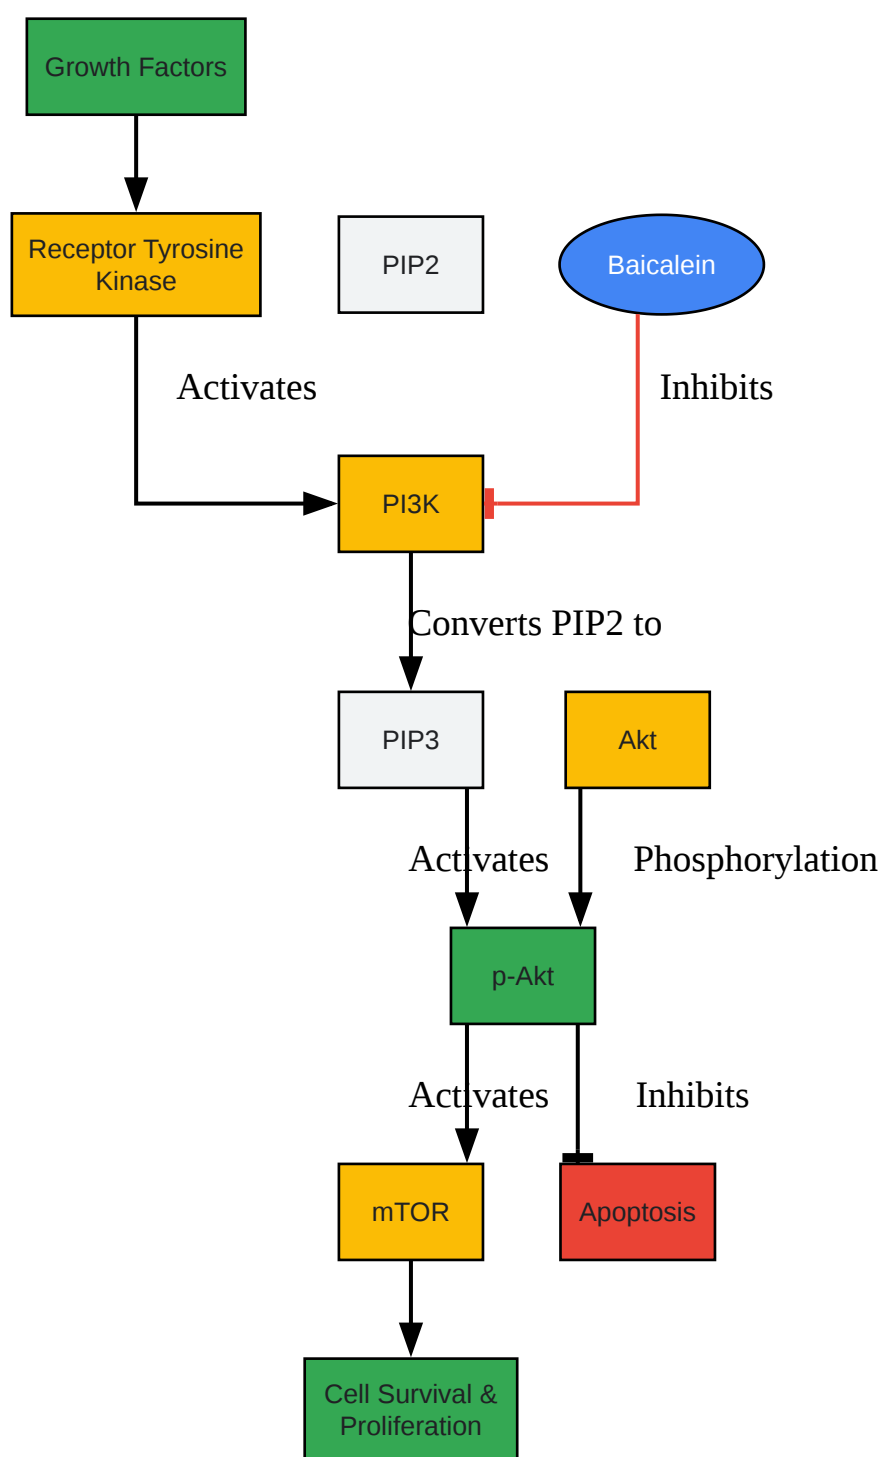 Growth Factors
Receptor Tyrosine
Kinase
PIP2
Baicalein
Activates
Inhibits
PI3K
Converts PIP2 to
PIP3
Akt
Activates
Phosphorylation
p-Akt
Activates
Inhibits
mTOR
Apoptosis
Cell Survival &
Proliferation